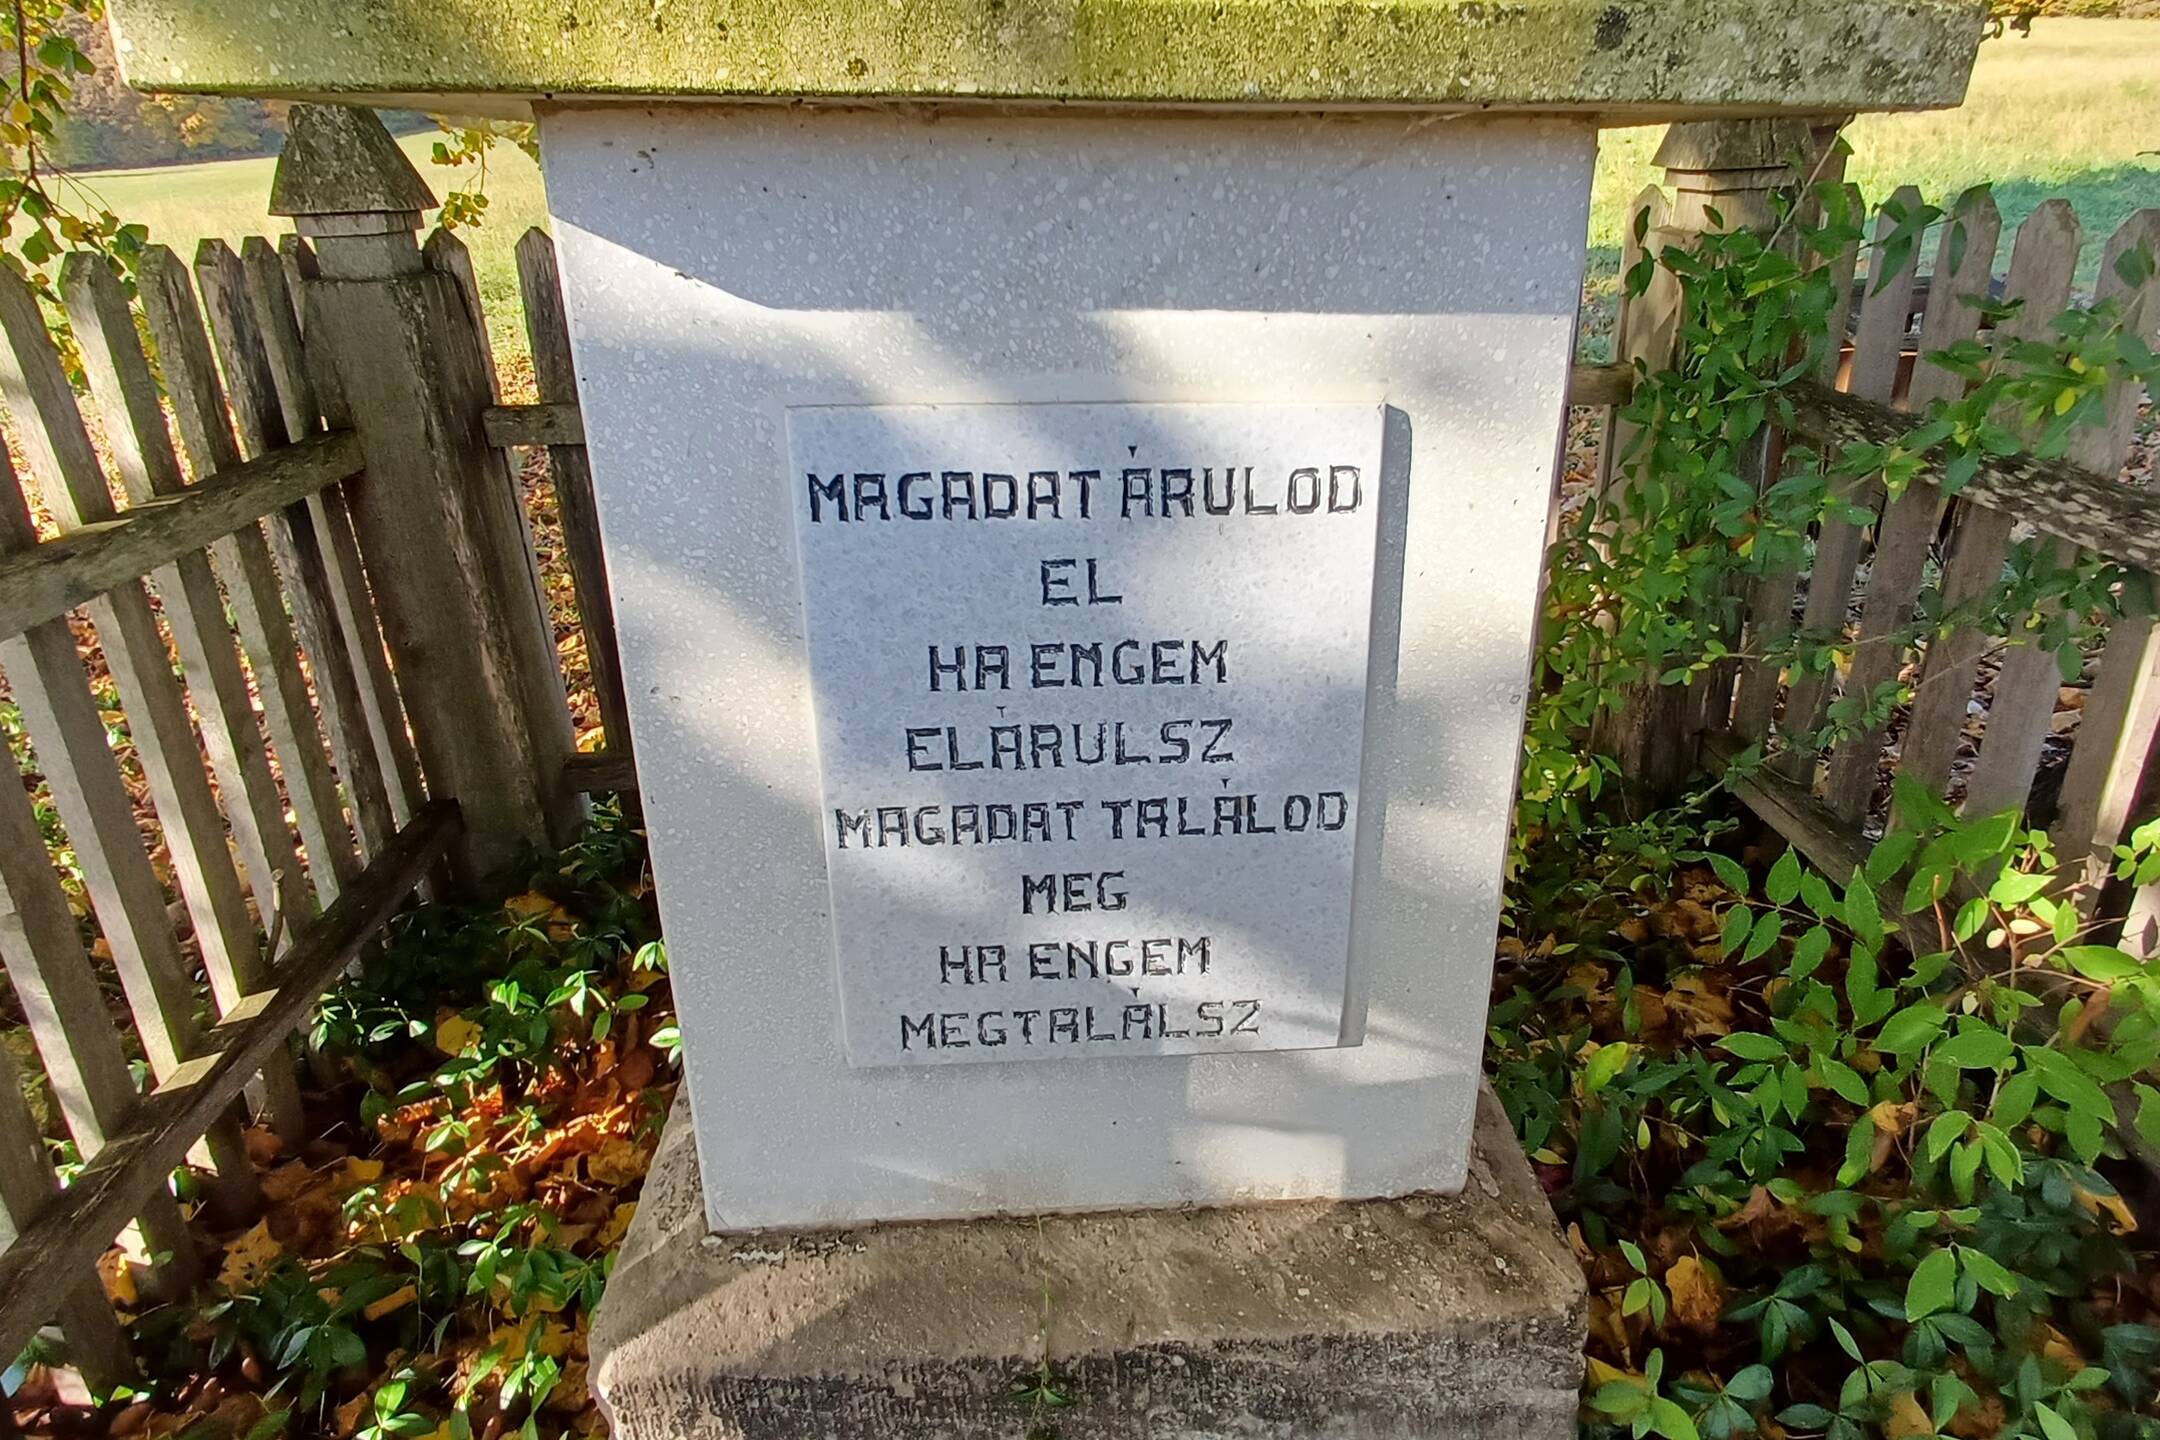 MAGADAT ÁRULOD
EL
HA ENGEM
ELÁRULSZ
MAGADAT TALÁLOD
MEG
HA ENGEM
MEGTALÁLSZ